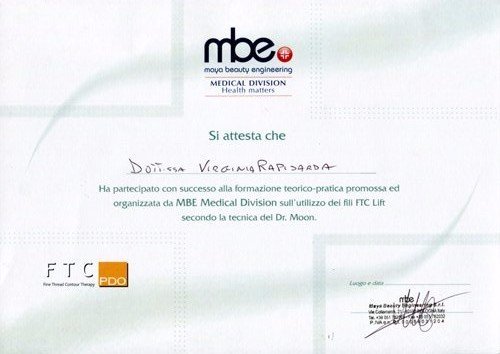 mbe
maya beauty engineering
MEDICAL DIVISION
Health matters
Si attesta che
Dott.ssa Virginia Rapisarda
Ha partecipato con successo alla formazione teorico-pratica promossa ed
organizzata da MBE Medical Division sull'utilizzo dei fili FTC Lift
secondo la tecnica del Dr. Moon.
FTC
PDO
Fine Thread Contour Therapy
Luogo e data
mbe
Maya Beauty Engineering S.r.l.